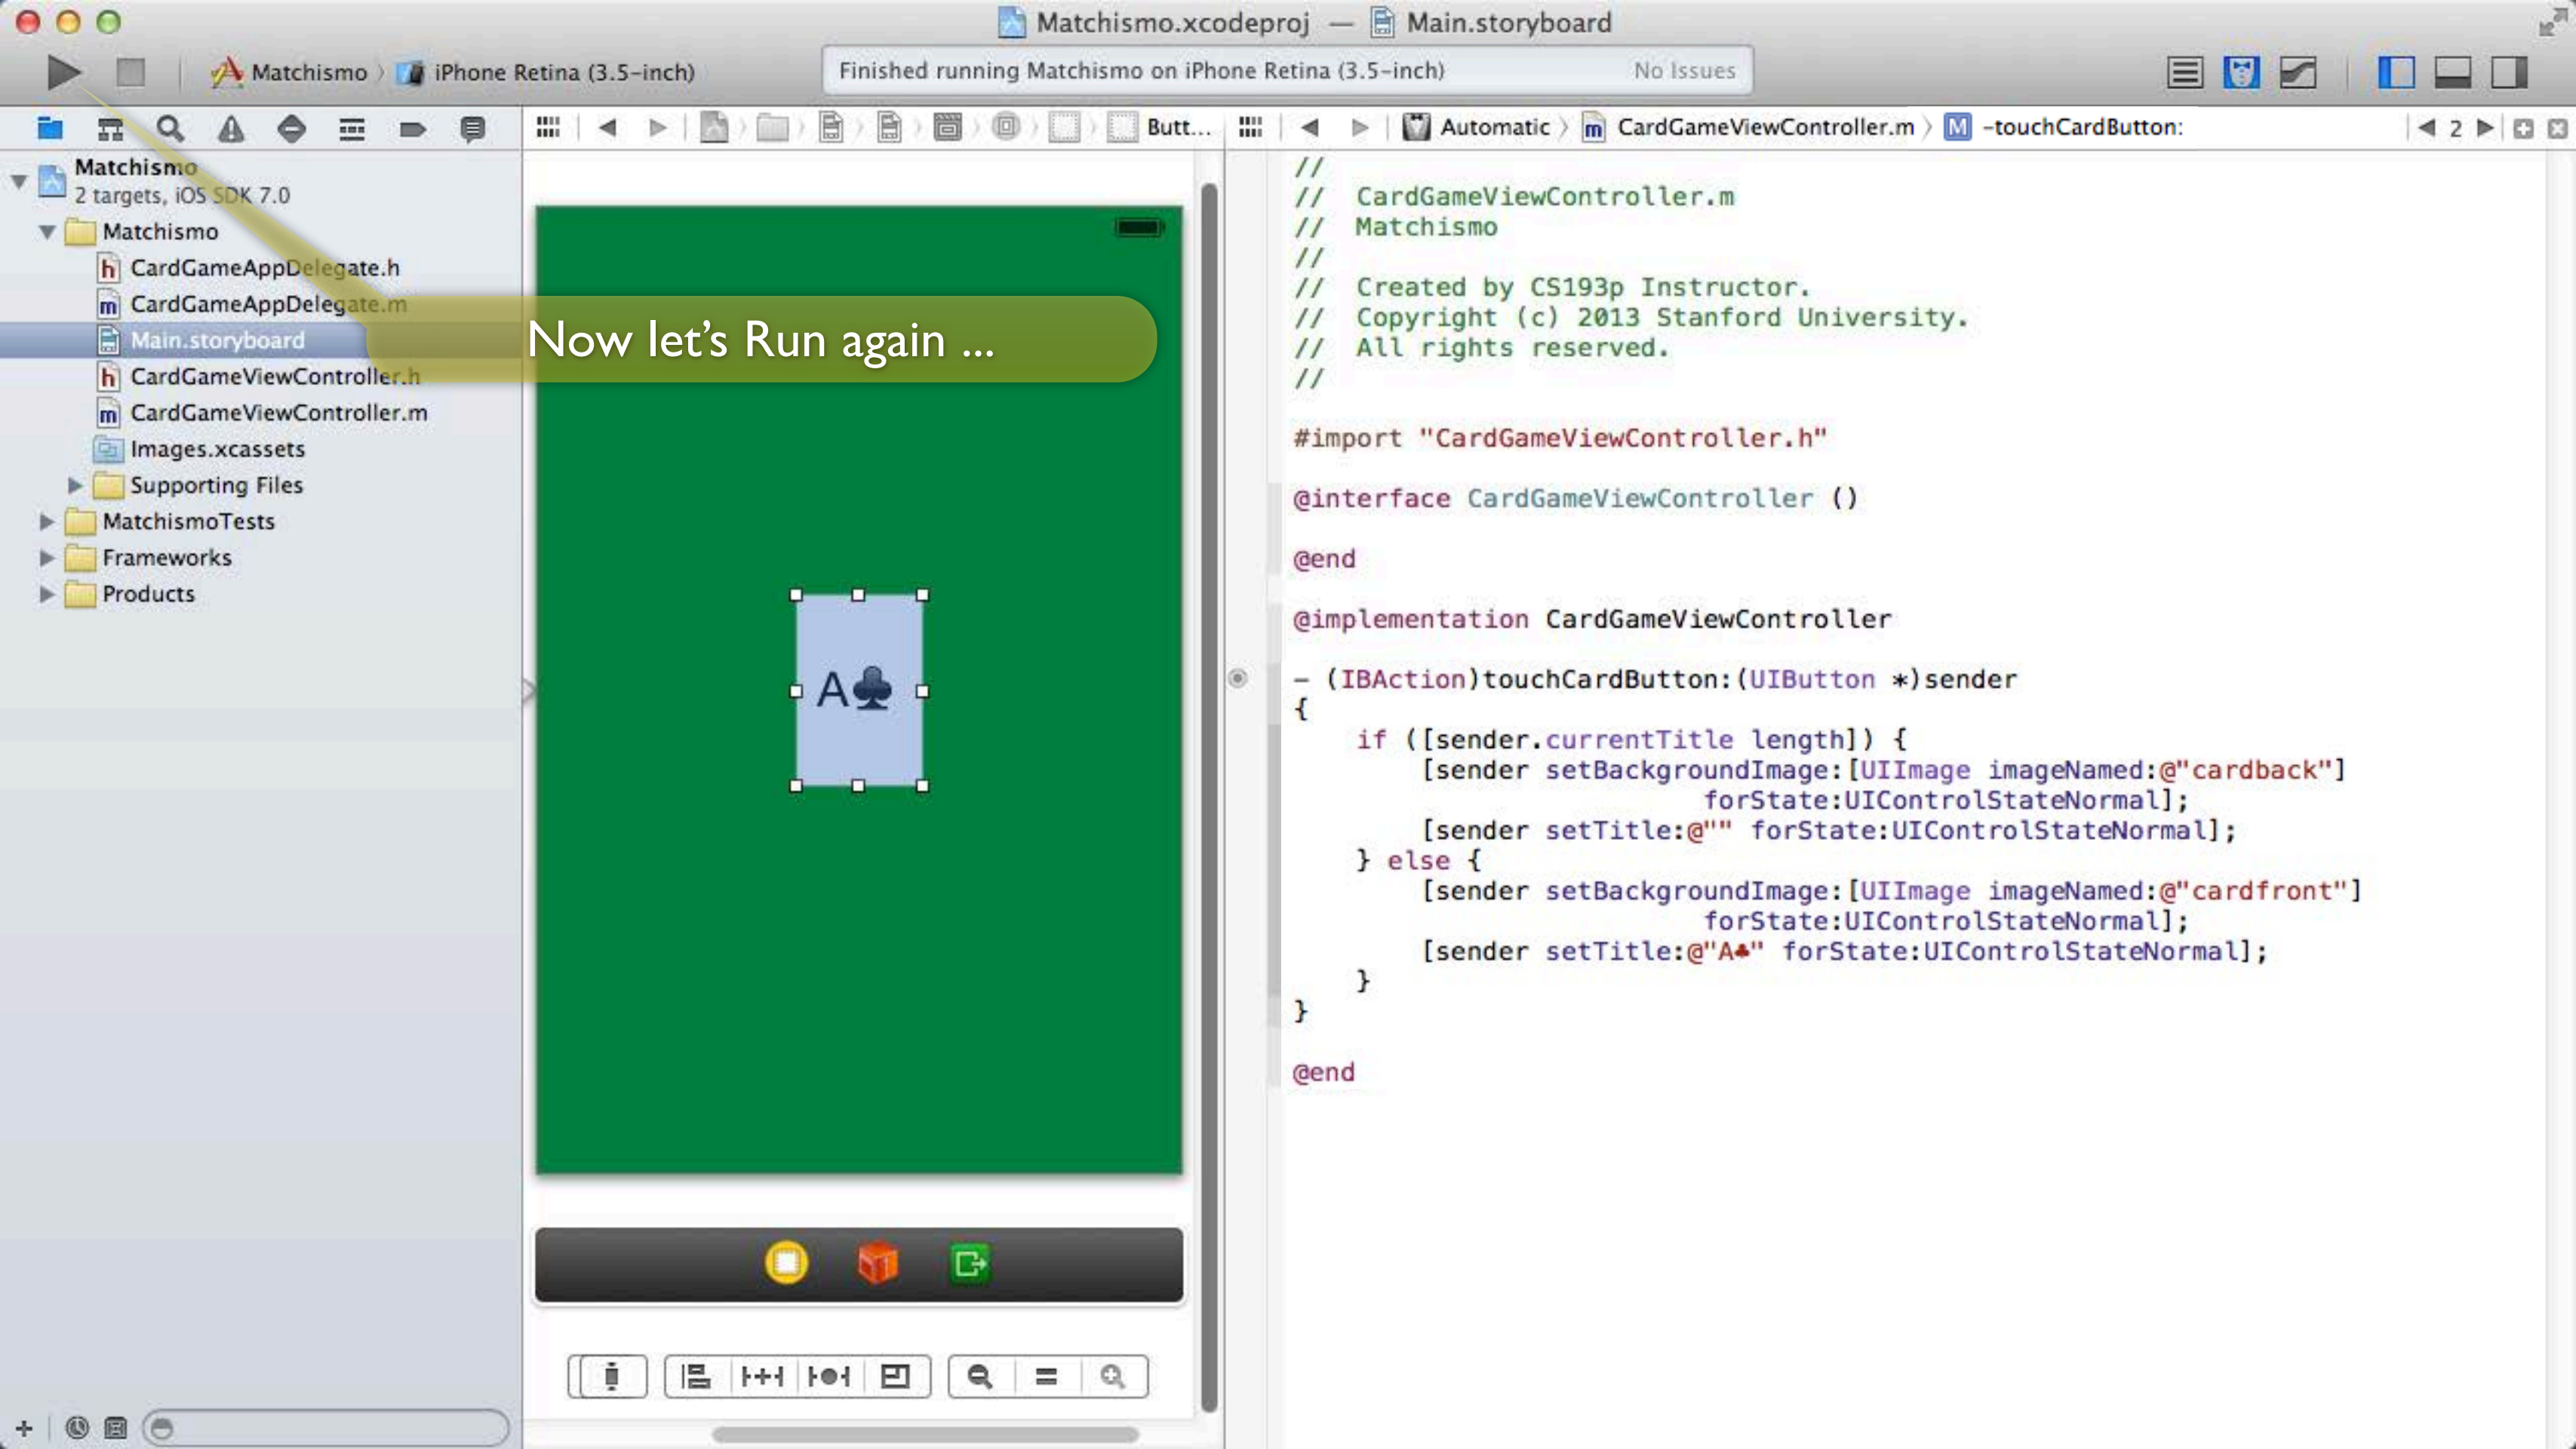 Matchismo.xcodeproj — Main.storyboard
Matchismo 〉 iPhone Retina (3.5-inch)
Finished running Matchismo on iPhone Retina (3.5-inch)
No Issues
Butt...
Automatic 〉 m CardGameViewController.m 〉 M -touchCardButton:
2
Matchismo
2 targets, iOS SDK 7.0
Matchismo
h CardGameAppDelegate.h
m CardGameAppDelegate.m
Main.storyboard
h CardGameViewController.h
m CardGameViewController.m
Images.xcassets
Supporting Files
MatchismoTests
Frameworks
Products
Now let's Run again ...
A♣
//
//  CardGameViewController.m
//  Matchismo
//
//  Created by CS193p Instructor.
//  Copyright (c) 2013 Stanford University.
//  All rights reserved.
//
#import "CardGameViewController.h"
@interface CardGameViewController ()
@end
@implementation CardGameViewController
- (IBAction)touchCardButton:(UIButton *)sender
{
    if ([sender.currentTitle length]) {
        [sender setBackgroundImage:[UIImage imageNamed:@"cardback"]
                          forState:UIControlStateNormal];
        [sender setTitle:@"" forState:UIControlStateNormal];
    } else {
        [sender setBackgroundImage:[UIImage imageNamed:@"cardfront"]
                          forState:UIControlStateNormal];
        [sender setTitle:@"A♣" forState:UIControlStateNormal];
    }
}
@end